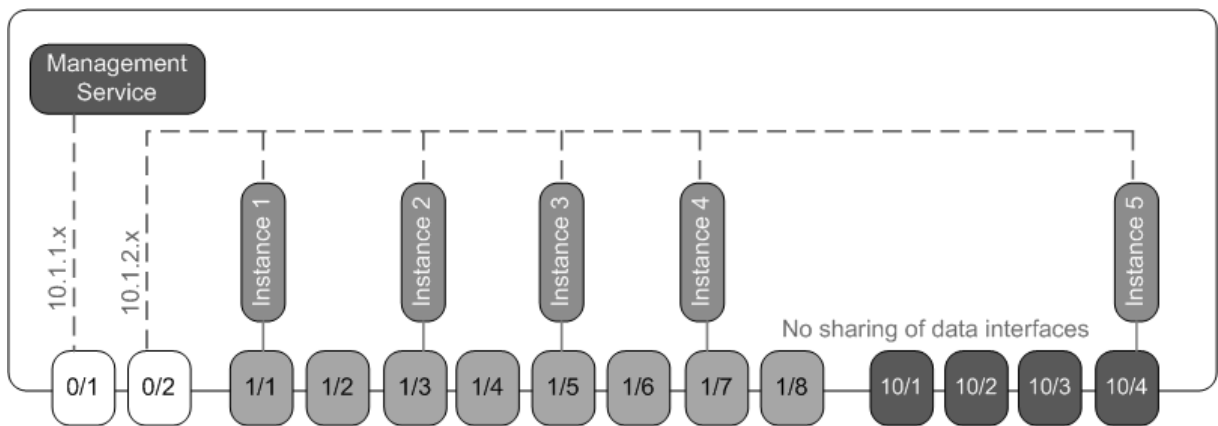 Management
Service
10.1.1.x
10.1.2.x
Instance 1
Instance 2
Instance 3
Instance 4
Instance 5
No sharing of data interfaces
0/1
0/2
1/1
1/2
1/3
1/4
1/5
1/6
1/7
1/8
10/1
10/2
10/3
10/4